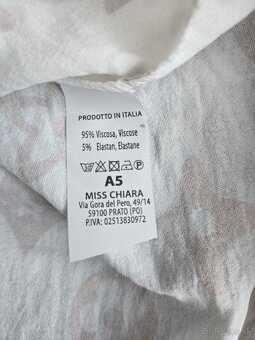 PRODOTTO IN ITALIA
95% Viscosa, Viscose
5% Elastan, Elastane
A5
MISS CHIARA
Via Gora del Pero, 49/14
59100 PRATO (PO)
P.IVA: 02513830972